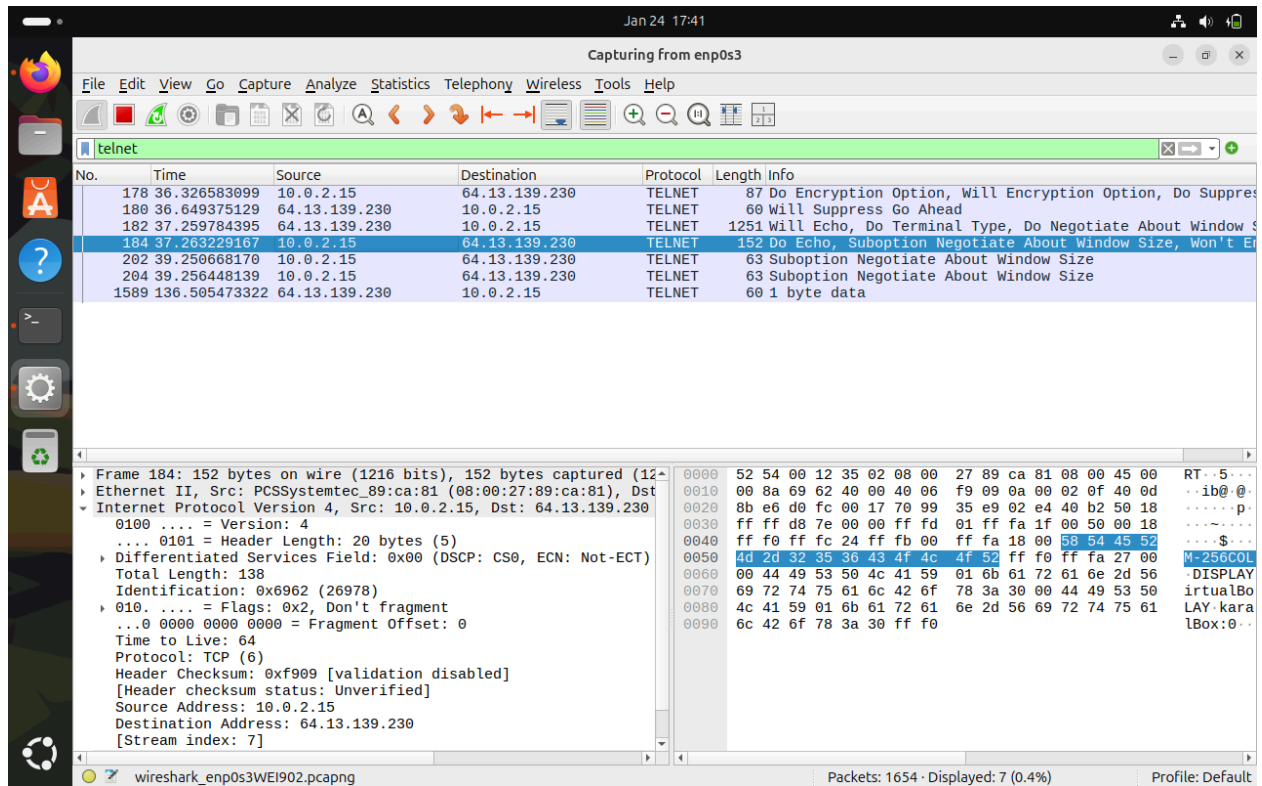 Jan 24 17:41
Capturing from enp0s3
File Edit View Go Capture Analyze Statistics Telephony Wireless Tools Help
telnet
No. Time Source Destination Protocol Length Info
178 36.326583099 10.0.2.15 64.13.139.230 TELNET 87 Do Encryption Option, Will Encryption Option, Do Suppres
180 36.649375129 64.13.139.230 10.0.2.15 TELNET 60 Will Suppress Go Ahead
182 37.259784395 64.13.139.230 10.0.2.15 TELNET 1251 Will Echo, Do Terminal Type, Do Negotiate About Window S
184 37.263229167 10.0.2.15 64.13.139.230 TELNET 152 Do Echo, Suboption Negotiate About Window Size, Won't En
202 39.250668170 10.0.2.15 64.13.139.230 TELNET 63 Suboption Negotiate About Window Size
204 39.256448139 10.0.2.15 64.13.139.230 TELNET 63 Suboption Negotiate About Window Size
1589 136.505473322 64.13.139.230 10.0.2.15 TELNET 60 1 byte data
Frame 184: 152 bytes on wire (1216 bits), 152 bytes captured (12
Ethernet II, Src: PCSSystemtec_89:ca:81 (08:00:27:89:ca:81), Dst
Internet Protocol Version 4, Src: 10.0.2.15, Dst: 64.13.139.230
0100 .... = Version: 4
.... 0101 = Header Length: 20 bytes (5)
Differentiated Services Field: 0x00 (DSCP: CS0, ECN: Not-ECT)
Total Length: 138
Identification: 0x6962 (26978)
010. .... = Flags: 0x2, Don't fragment
...0 0000 0000 0000 = Fragment Offset: 0
Time to Live: 64
Protocol: TCP (6)
Header Checksum: 0xf909 [validation disabled]
[Header checksum status: Unverified]
Source Address: 10.0.2.15
Destination Address: 64.13.139.230
[Stream index: 7]
0000 52 54 00 12 35 02 08 00 27 89 ca 81 08 00 45 00 RT··5···
0010 00 8a 69 62 40 00 40 06 f9 09 0a 00 02 0f 40 0d ··ib@·@·
0020 8b e6 d0 fc 00 17 70 99 35 e9 02 e4 40 b2 50 18 ······p·
0030 ff ff d8 7e 00 00 ff fd 01 ff fa 1f 00 50 00 18 ···~····
0040 ff f0 ff fc 24 ff fb 00 ff fa 18 00 58 54 45 52 ····$···
0050 4d 2d 32 35 36 43 4f 4c 4f 52 ff f0 ff fa 27 00 M-256COL
0060 00 44 49 53 50 4c 41 59 01 6b 61 72 61 6e 2d 56 ·DISPLAY
0070 69 72 74 75 61 6c 42 6f 78 3a 30 00 44 49 53 50 irtualBo
0080 4c 41 59 01 6b 61 72 61 6e 2d 56 69 72 74 75 61 LAY·kara
0090 6c 42 6f 78 3a 30 ff f0 lBox:0··
wireshark_enp0s3WEI902.pcapng Packets: 1654 · Displayed: 7 (0.4%) Profile: Default